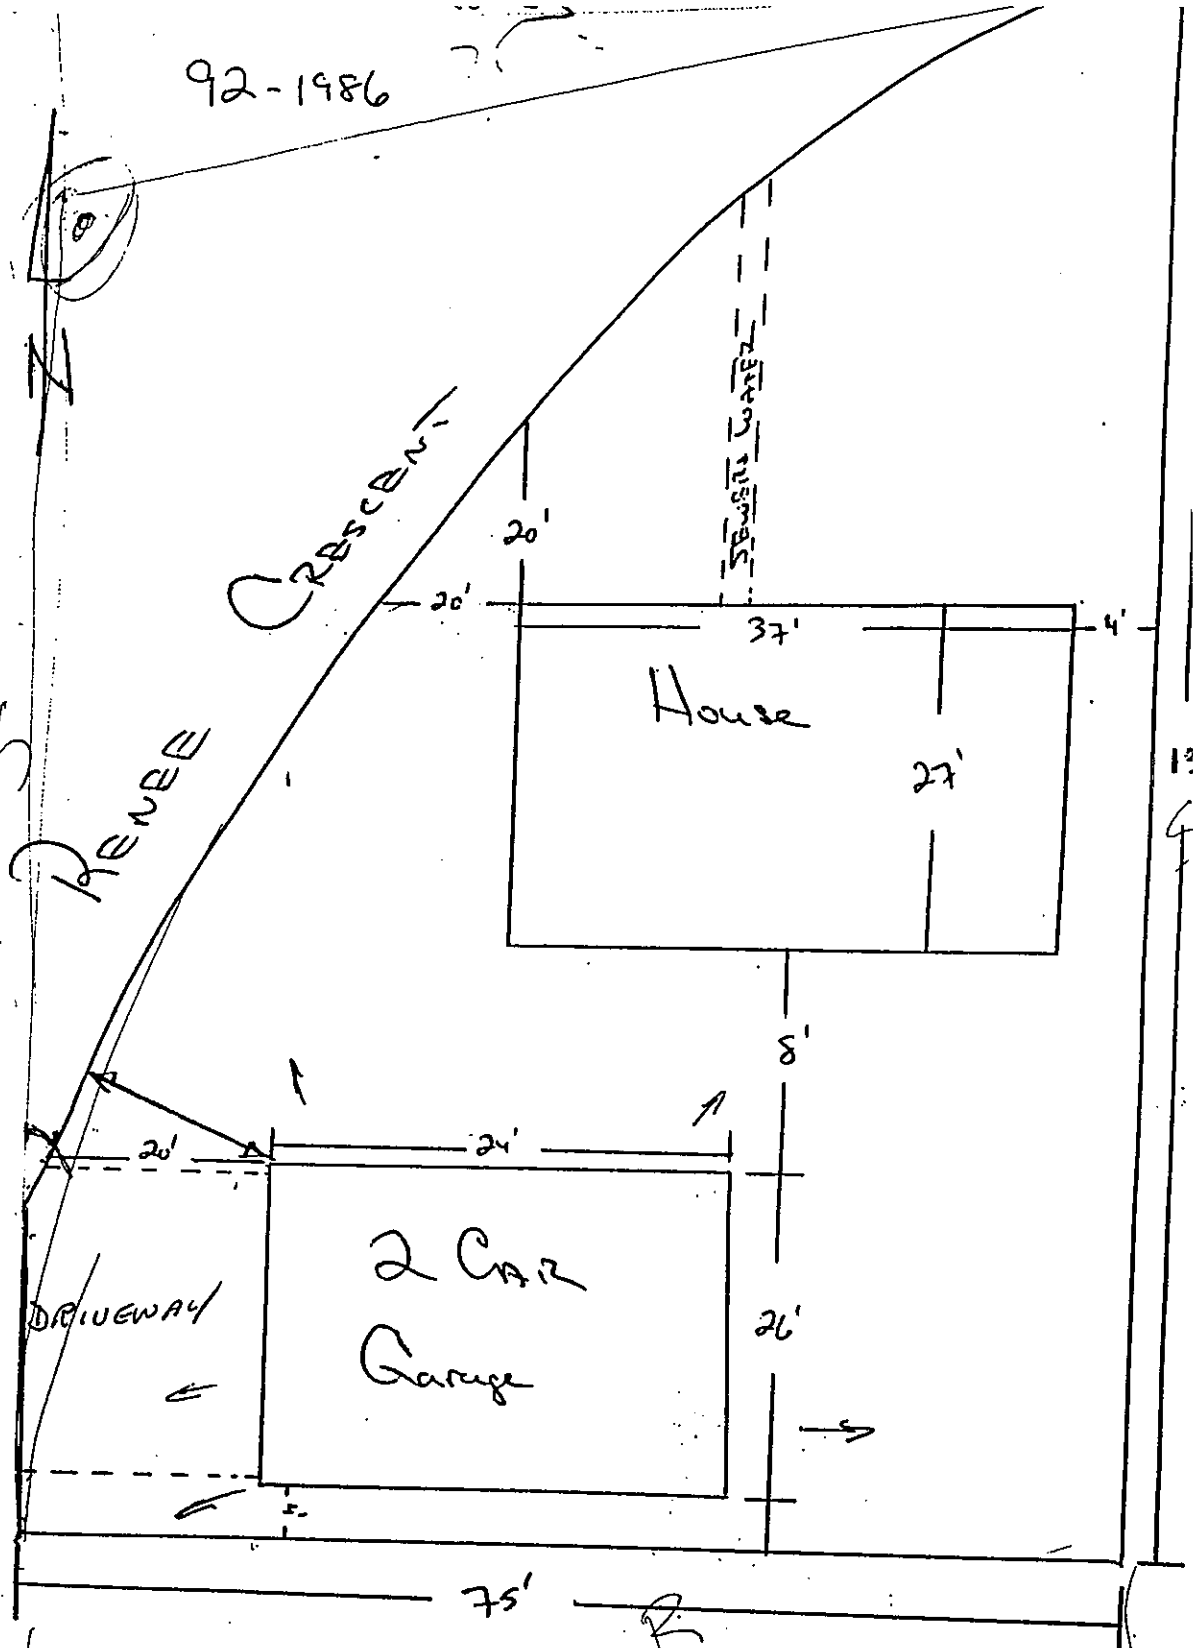 92-1986
N
RENEE CRESCENT
SEWER & WATER
20'
20'
37'
4'
House
27'
8'
20'
24'
2 CAR
Garage
DRIVEWAY
26'
75'
R